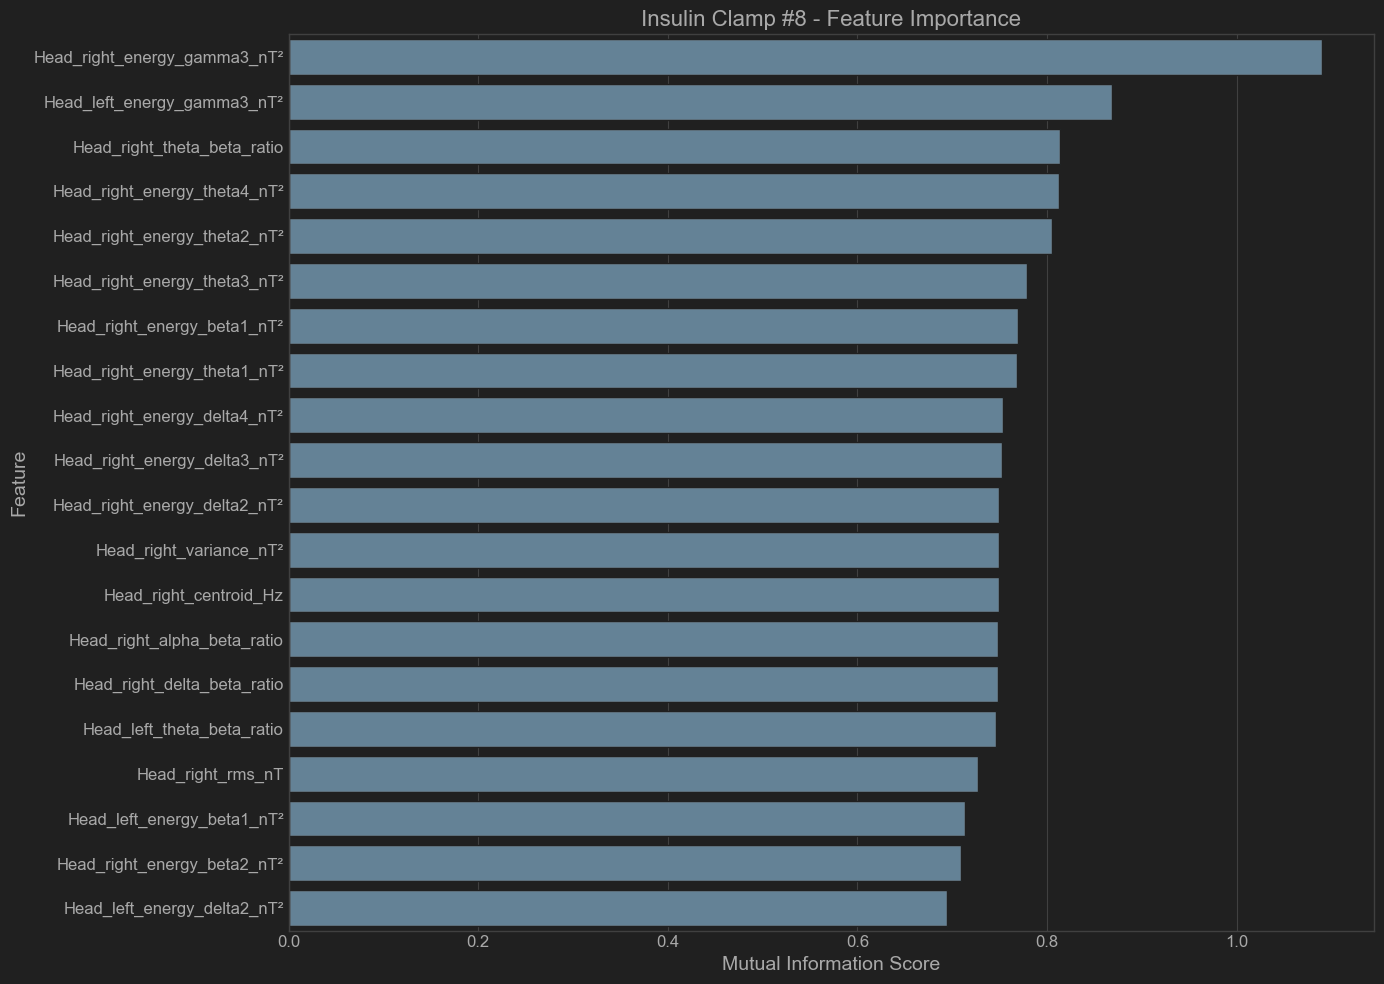 Insulin Clamp #8 - Feature Importance
Head_right_energy_gamma3_nT²
Head_left_energy_gamma3_nT²
Head_right_theta_beta_ratio
Head_right_energy_theta4_nT²
Head_right_energy_theta2_nT²
Head_right_energy_theta3_nT²
Head_right_energy_beta1_nT²
Head_right_energy_theta1_nT²
Head_right_energy_delta4_nT²
Head_right_energy_delta3_nT²
Head_right_energy_delta2_nT²
Head_right_variance_nT²
Head_right_centroid_Hz
Head_right_alpha_beta_ratio
Head_right_delta_beta_ratio
Head_left_theta_beta_ratio
Head_right_rms_nT
Head_left_energy_beta1_nT²
Head_right_energy_beta2_nT²
Head_left_energy_delta2_nT²
Feature
0.0 0.2 0.4 0.6 0.8 1.0
Mutual Information Score